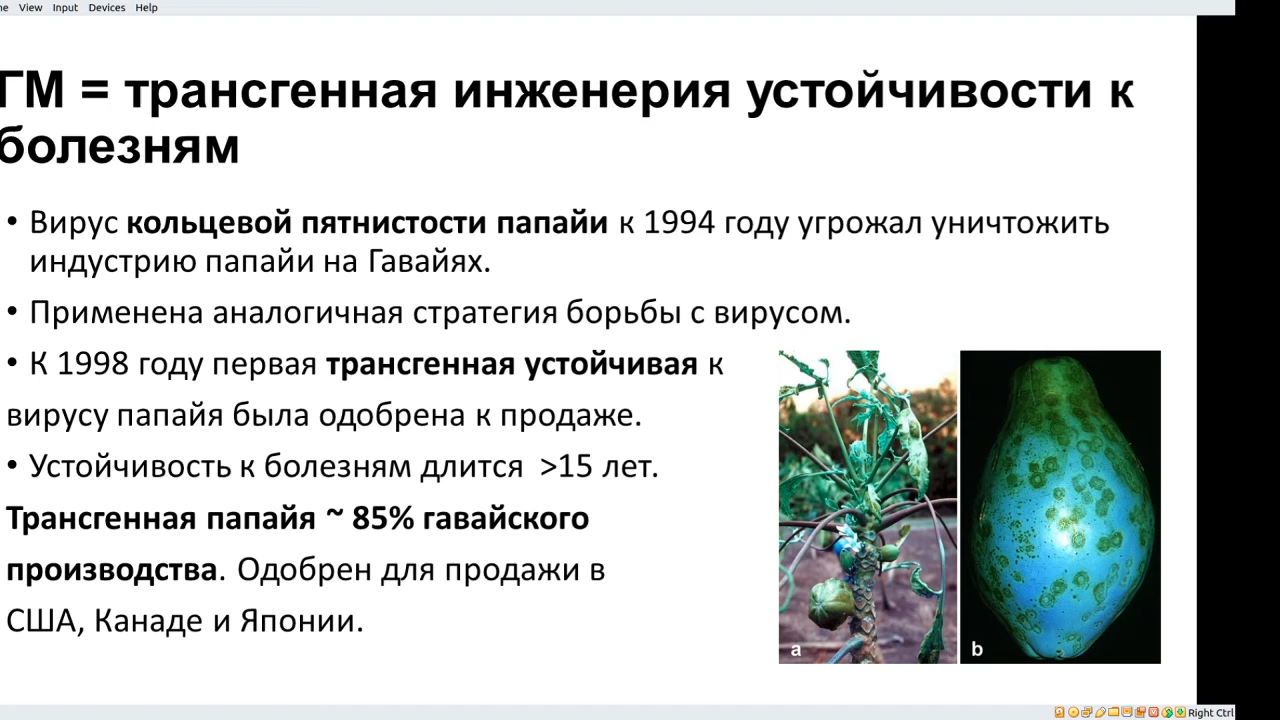 View Input Devices Help
ГМ = трансгенная инженерия устойчивости к
болезням
• Вирус кольцевой пятнистости папайи к 1994 году угрожал уничтожить
индустрию папайи на Гавайях.
• Применена аналогичная стратегия борьбы с вирусом.
• К 1998 году первая трансгенная устойчивая к
вирусу папайя была одобрена к продаже.
• Устойчивость к болезням длится >15 лет.
Трансгенная папайя ~ 85% гавайского
производства. Одобрен для продажи в
США, Канаде и Японии.
a b
Right Ctrl